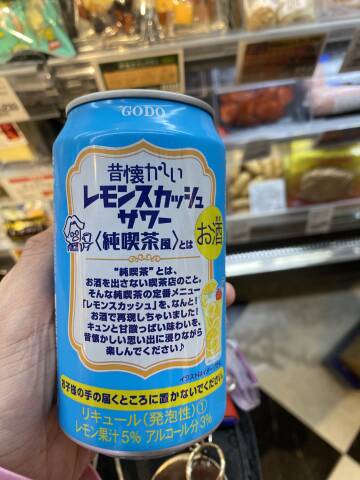 GODO
昔懐かしい
レモンスカッシュ
サワー
〈純喫茶風〉とは
お酒
"純喫茶"とは、
お酒を出さない喫茶店のこと。
そんな純喫茶の定番メニュー
「レモンスカッシュ」を、なんと!
お酒で再現しちゃいました!
キュンと甘酸っぱい味わいを、
昔懐かしい思い出に浸りながら
楽しんでください♪
お子様の手の届くところに置かないでください。
リキュール(発泡性)①
レモン果汁5% アルコール分3%